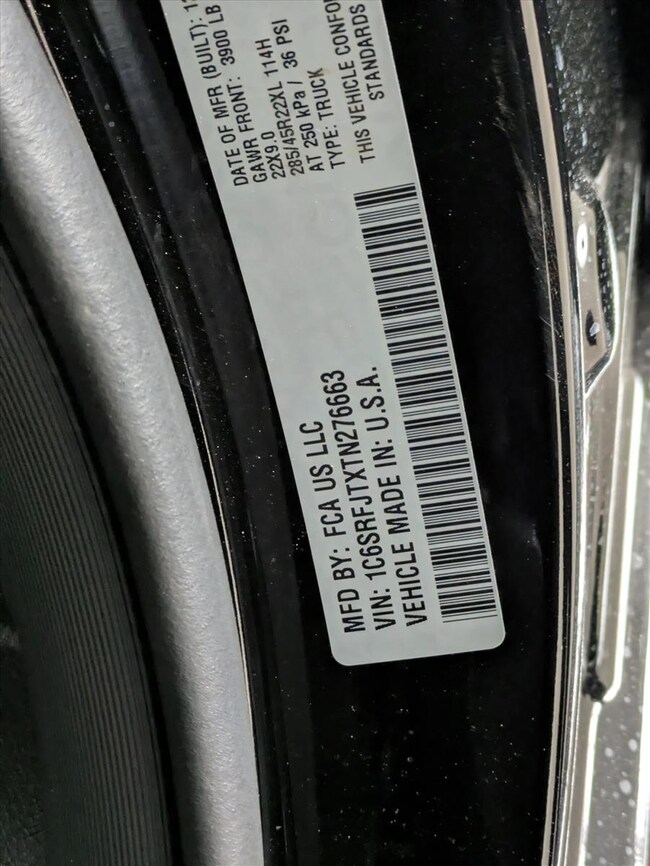 MFD BY: FCA US LLC
VIN: 1C6SRFJTXTN276663
VEHICLE MADE IN: U.S.A.
DATE OF MFR (BUILT):
GAWR FRONT: 3900 LB
22X9.0
285/45R22XL 114H
AT 250 kPa / 36 PSI
TYPE: TRUCK
THIS VEHICLE
STANDARDS